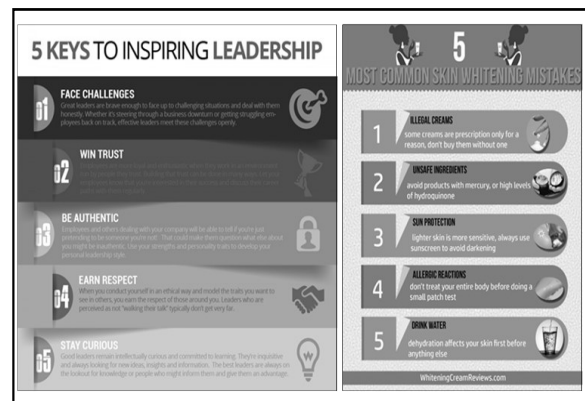 5 KEYS TO INSPIRING LEADERSHIP
01
FACE CHALLENGES
Great leaders are brave enough to face up to challenging situations and deal with them
honestly. Whether it's steering through a business downturn or getting struggling em-
ployees back on track, effective leaders meet these challenges openly.
02
WIN TRUST
03
BE AUTHENTIC
Employees and others dealing with your company will be able to tell if you're just
pretending to be someone you're not. That could make them question what else about
you might be inauthentic. Use your strengths and personality traits to develop your
personal leadership style.
04
EARN RESPECT
When you conduct yourself in an ethical way and model the traits you want to
see in others, you earn the respect of those around you. Leaders who are
perceived as not "walking their talk" typically don't get very far.
05
STAY CURIOUS
Good leaders remain intellectually curious and committed to learning. They're inquisitive
and always looking for new ideas, insights and information. The best leaders are always on
the lookout for knowledge or people who might inform them and give them an advantage.
5
MOST COMMON SKIN WHITENING MISTAKES
1
ILLEGAL CREAMS
some creams are prescription only for a
reason, don't buy them without one
2
UNSAFE INGREDIENTS
avoid products with mercury, or high levels
of hydroquinone
3
SUN PROTECTION
lighter skin is more sensitive, always use
sunscreen to avoid darkening
4
ALLERGIC REACTIONS
don't treat your entire body before doing a
small patch test
5
DRINK WATER
dehydration affects your skin first before
anything else
WhiteningCreamReviews.com